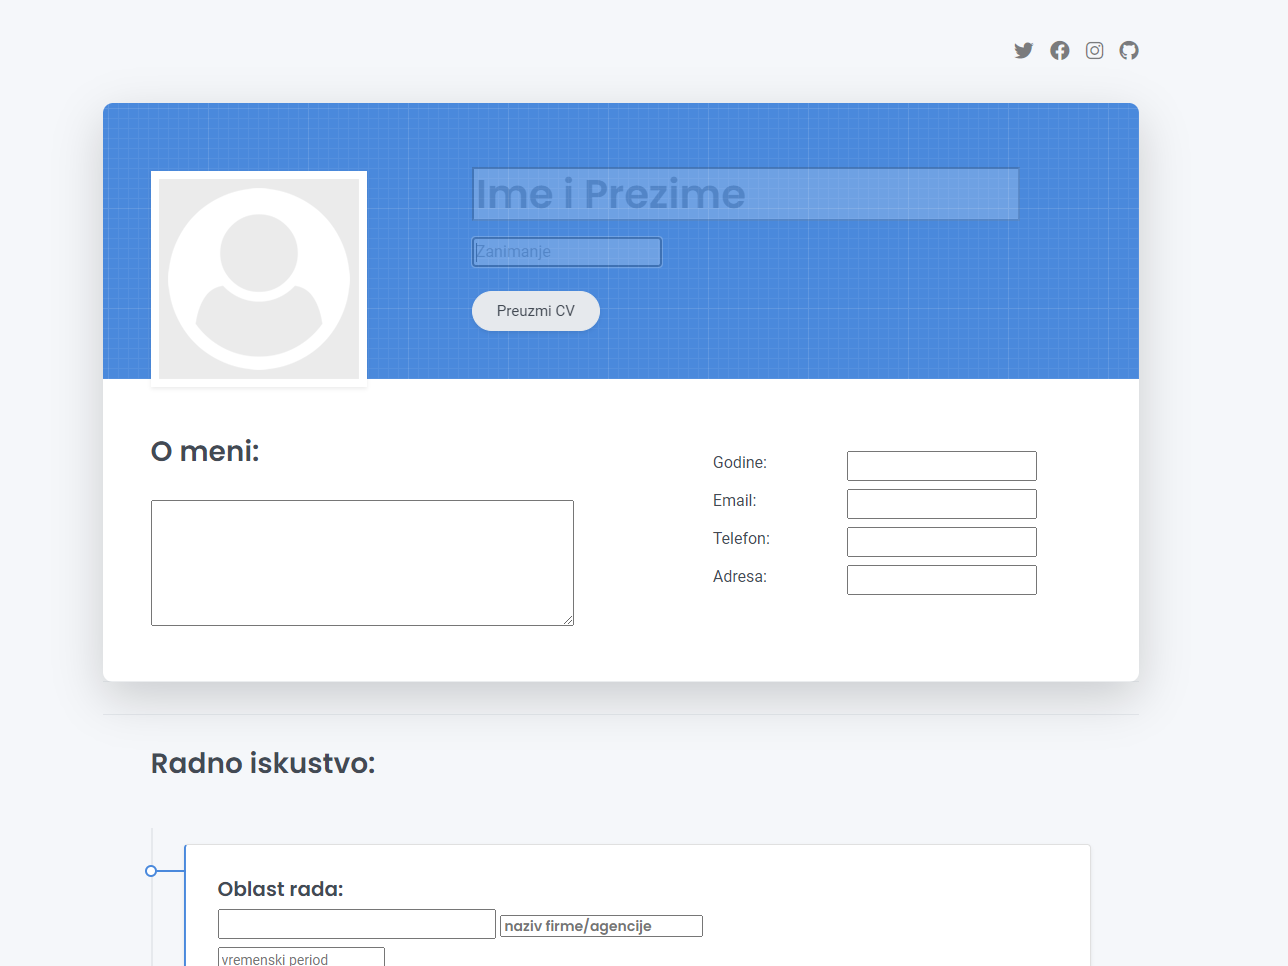 Ime i Prezime
Zanimanje
Preuzmi CV
O meni:
Godine:
Email:
Telefon:
Adresa:
Radno iskustvo:
Oblast rada:
naziv firme/agencije
vremenski period